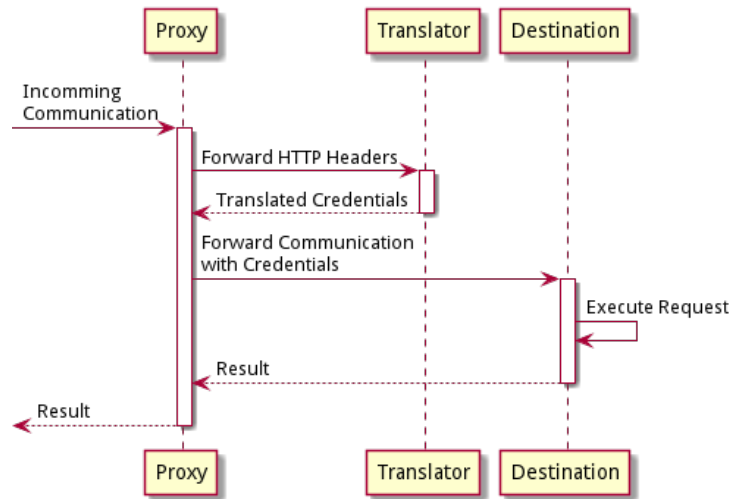 Proxy
Translator
Destination
Incomming
Communication
Forward HTTP Headers
Translated Credentials
Forward Communication
with Credentials
Execute Request
Result
Result
Proxy
Translator
Destination